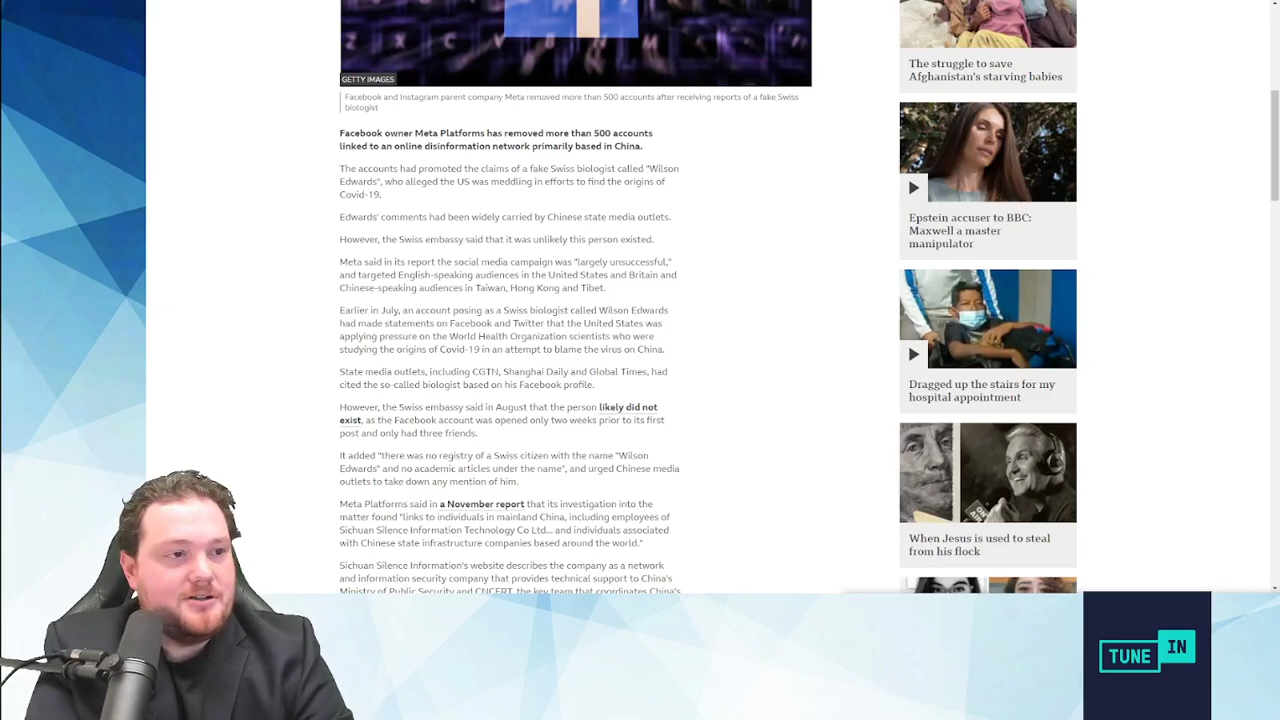 GETTY IMAGES
Facebook and Instagram parent company Meta removed more than 500 accounts after receiving reports of a fake Swiss
biologist
Facebook owner Meta Platforms has removed more than 500 accounts
linked to an online disinformation network primarily based in China.
The accounts had promoted the claims of a fake Swiss biologist called "Wilson
Edwards", who alleged the US was meddling in efforts to find the origins of
Covid-19.
Edwards' comments had been widely carried by Chinese state media outlets.
However, the Swiss embassy said that it was unlikely this person existed.
Meta said in its report the social media campaign was "largely unsuccessful,"
and targeted English-speaking audiences in the United States and Britain and
Chinese-speaking audiences in Taiwan, Hong Kong and Tibet.
Earlier in July, an account posing as a Swiss biologist called Wilson Edwards
had made statements on Facebook and Twitter that the United States was
applying pressure on the World Health Organization scientists who were
studying the origins of Covid-19 in an attempt to blame the virus on China.
State media outlets, including CGTN, Shanghai Daily and Global Times, had
cited the so-called biologist based on his Facebook profile.
However, the Swiss embassy said in August that the person likely did not
exist, as the Facebook account was opened only two weeks prior to its first
post and only had three friends.
It added "there was no registry of a Swiss citizen with the name "Wilson
Edwards" and no academic articles under the name", and urged Chinese media
outlets to take down any mention of him.
Meta Platforms said in a November report that its investigation into the
matter found "links to individuals in mainland China, including employees of
Sichuan Silence Information Technology Co Ltd... and individuals associated
with Chinese state infrastructure companies based around the world."
Sichuan Silence Information's website describes the company as a network
and information security company that provides technical support to China's
Ministry of Public Security and CNCERT, the key team that coordinates China's
The struggle to save
Afghanistan's starving babies
Epstein accuser to BBC:
Maxwell a master
manipulator
Dragged up the stairs for my
hospital appointment
When Jesus is used to steal
from his flock
TUNE IN